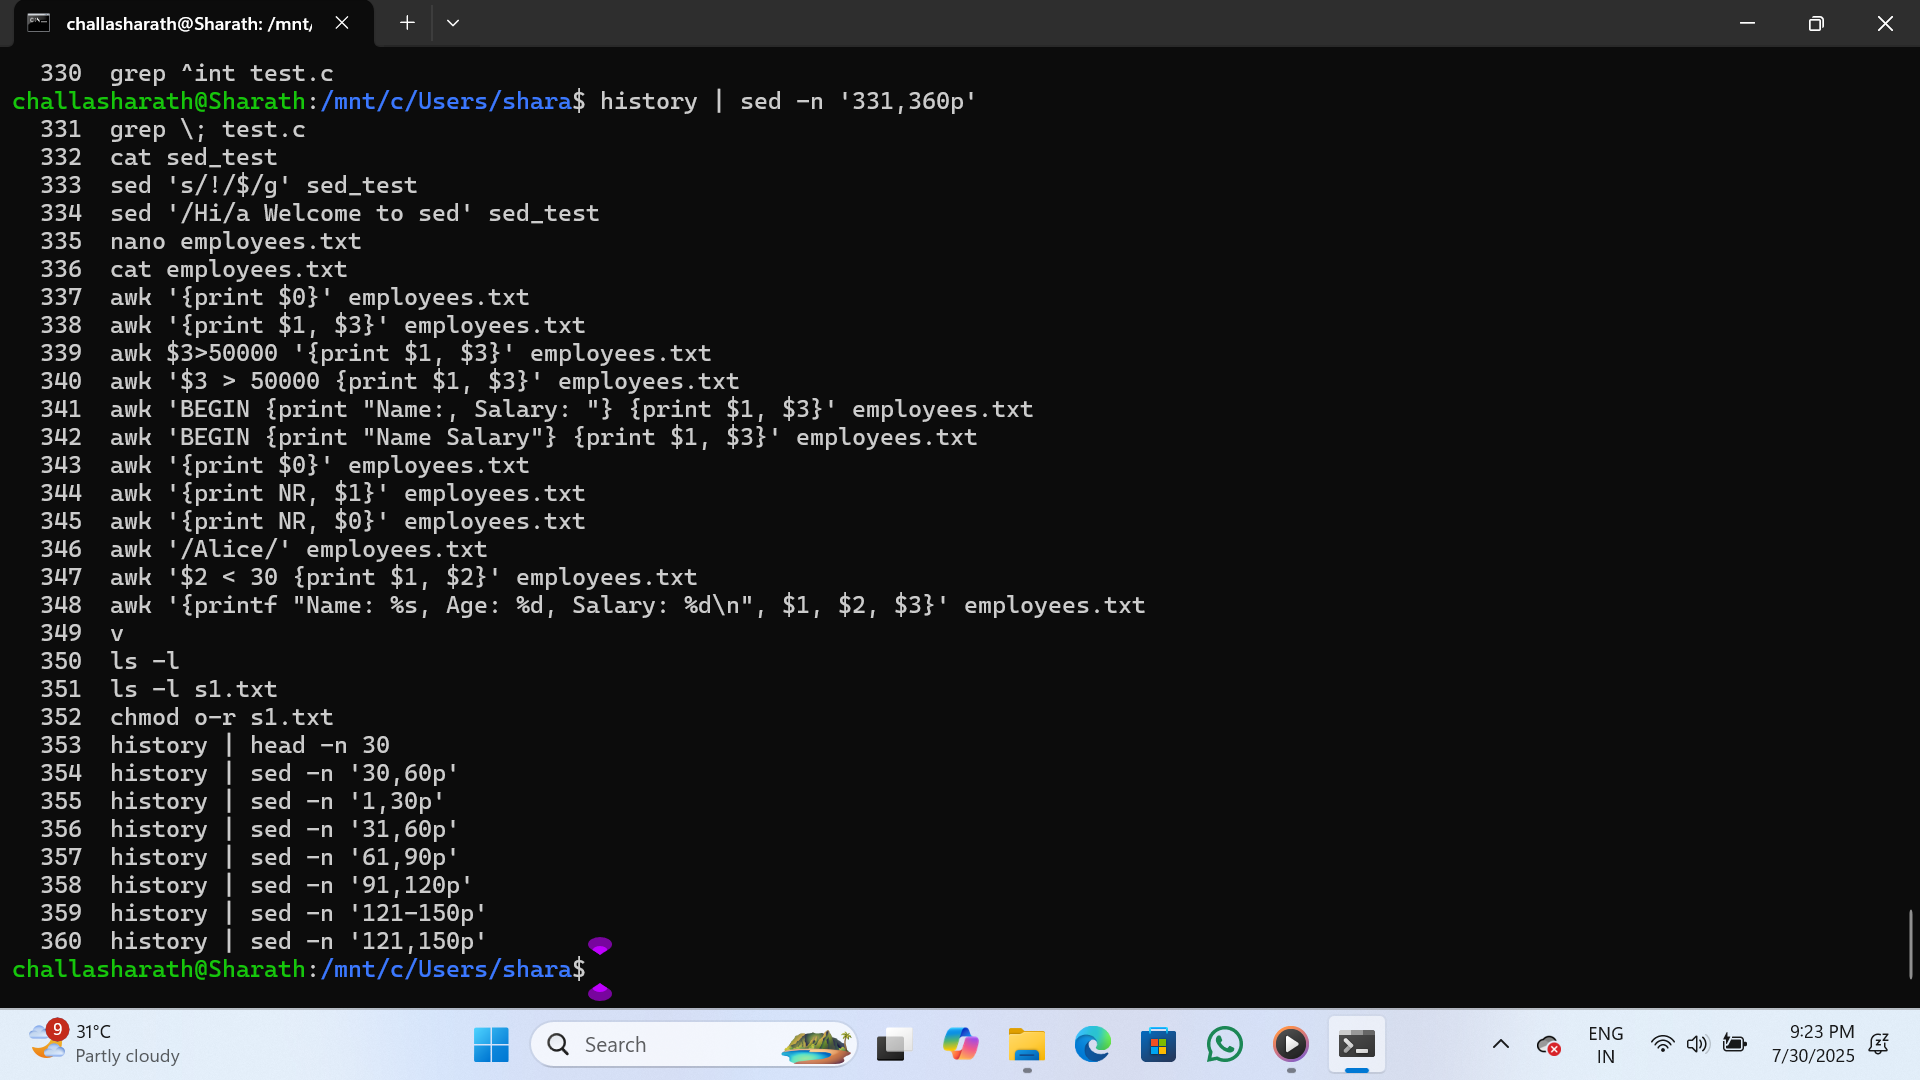 challasharath@Sharath: /mnt/
330 grep ^int test.c
challasharath@Sharath:/mnt/c/Users/shara$ history | sed -n '331,360p'
331 grep \; test.c
332 cat sed_test
333 sed 's/!/$/g' sed_test
334 sed '/Hi/a Welcome to sed' sed_test
335 nano employees.txt
336 cat employees.txt
337 awk '{print $0}' employees.txt
338 awk '{print $1, $3}' employees.txt
339 awk $3>50000 '{print $1, $3}' employees.txt
340 awk '$3 > 50000 {print $1, $3}' employees.txt
341 awk 'BEGIN {print "Name:, Salary: "} {print $1, $3}' employees.txt
342 awk 'BEGIN {print "Name Salary"} {print $1, $3}' employees.txt
343 awk '{print $0}' employees.txt
344 awk '{print NR, $1}' employees.txt
345 awk '{print NR, $0}' employees.txt
346 awk '/Alice/' employees.txt
347 awk '$2 < 30 {print $1, $2}' employees.txt
348 awk '{printf "Name: %s, Age: %d, Salary: %d\n", $1, $2, $3}' employees.txt
349 v
350 ls -l
351 ls -l s1.txt
352 chmod o-r s1.txt
353 history | head -n 30
354 history | sed -n '30,60p'
355 history | sed -n '1,30p'
356 history | sed -n '31,60p'
357 history | sed -n '61,90p'
358 history | sed -n '91,120p'
359 history | sed -n '121-150p'
360 history | sed -n '121,150p'
challasharath@Sharath:/mnt/c/Users/shara$
9
31°C
Partly cloudy
Search
ENG
IN
9:23 PM
7/30/2025